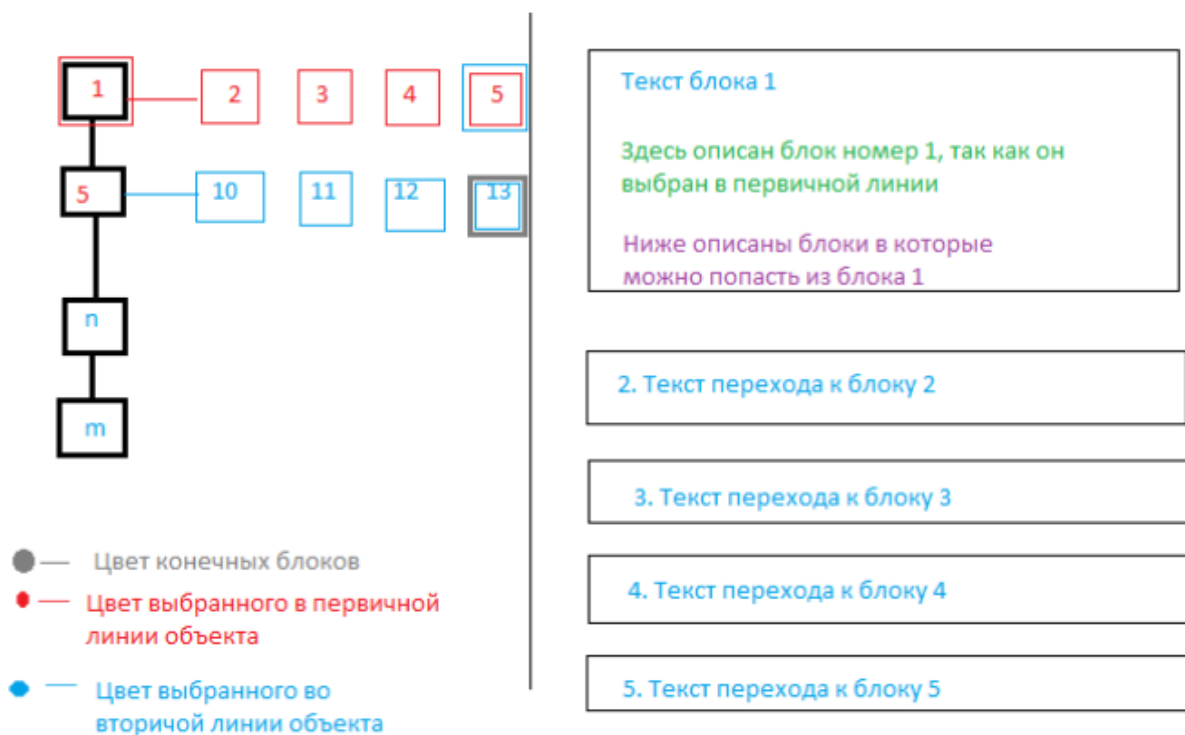 1
2
3
4
5
5
10
11
12
13
n
m
Цвет конечных блоков
Цвет выбранного в первичной
линии объекта
Цвет выбранного во
вторичой линии объекта
Текст блока 1
Здесь описан блок номер 1, так как он
выбран в первичной линии
Ниже описаны блоки в которые
можно попасть из блока 1
2. Текст перехода к блоку 2
3. Текст перехода к блоку 3
4. Текст перехода к блоку 4
5. Текст перехода к блоку 5